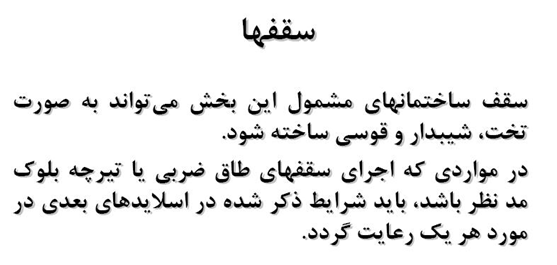 سقفها
سقف ساختمانهای مشمول این بخش می‌تواند به صورت
تخت، شیبدار و قوسی ساخته شود.
در مواردی که اجرای سقفهای طاق ضربی یا تیرچه بلوک
مد نظر باشد، باید شرایط ذکر شده در اسلایدهای بعدی در
مورد هر یک رعایت گردد.